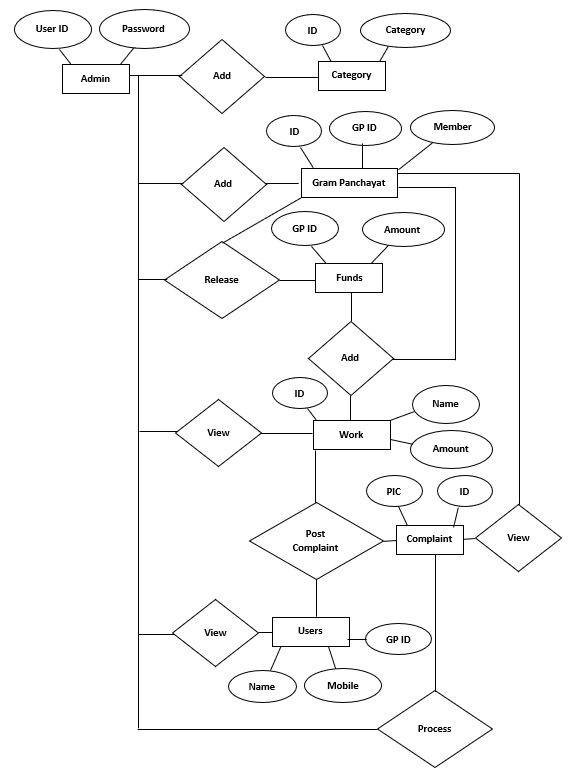 User ID
Password
ID
Category
Admin
Add
Category
ID
GP ID
Member
Add
Gram Panchayat
GP ID
Amount
Release
Funds
Add
ID
Name
View
Work
Amount
PIC
ID
Post
Complaint
Complaint
View
View
Users
GP ID
Name
Mobile
Process